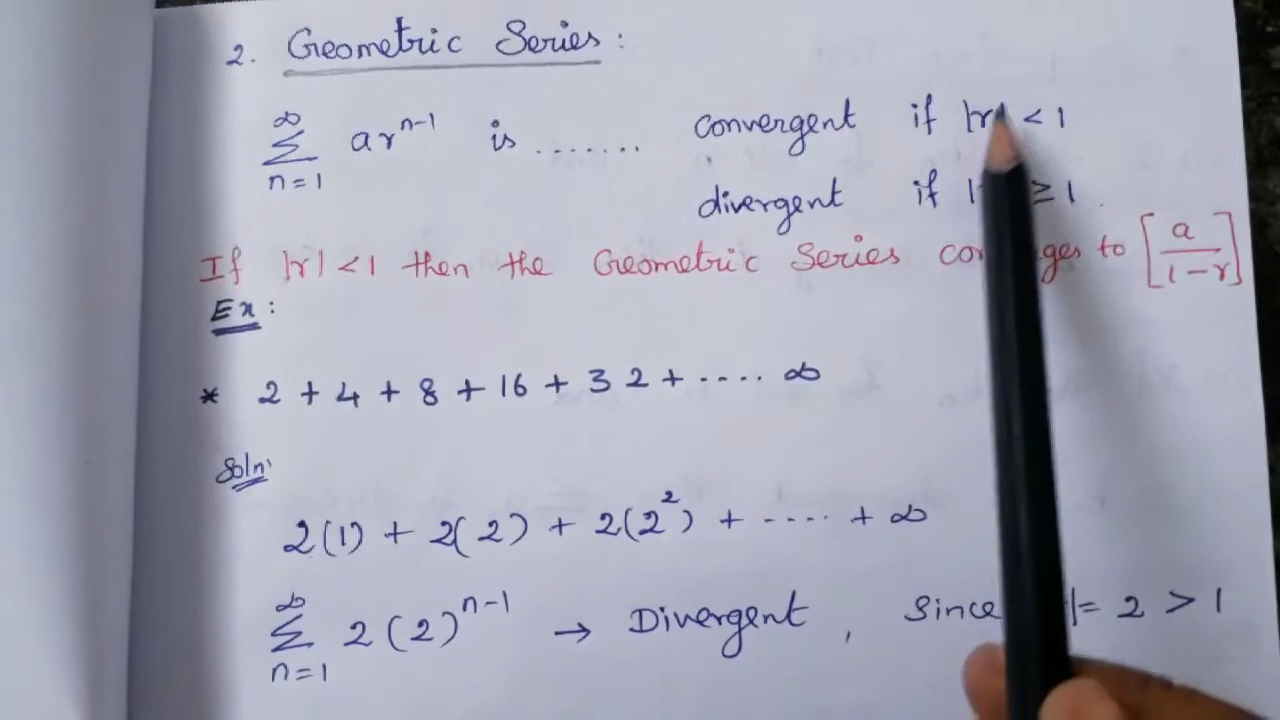 2. Geometric Series:
∞
∑ ar^{n-1} is ....... convergent if |r| < 1
n=1
divergent if | ≥ 1.
If |r| < 1 then the Geometric Series to [a/(1-r)]
Ex:
* 2 + 4 + 8 + 16 + 32 + .... ∞
Soln:
2(1) + 2(2) + 2(2²) + .... + ∞
∞
∑ 2(2)^{n-1} → Divergent, Since |= 2 > 1
n=1